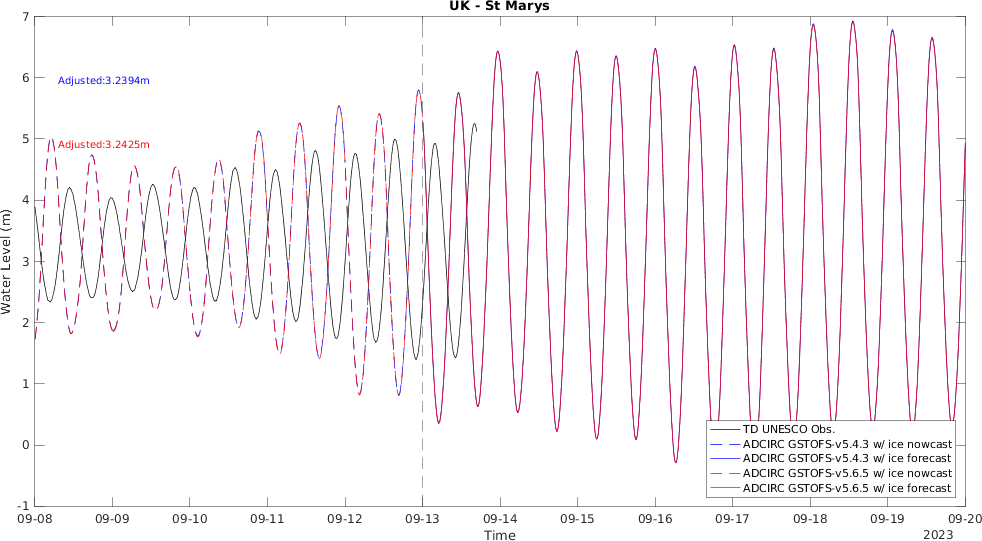 UK - St Marys
7
6
5
4
3
2
1
0
-1
Water Level (m)
Adjusted:3.2394m
Adjusted:3.2425m
TD UNESCO Obs.
ADCIRC GSTOFS-v5.4.3 w/ ice nowcast
ADCIRC GSTOFS-v5.4.3 w/ ice forecast
ADCIRC GSTOFS-v5.6.5 w/ ice nowcast
ADCIRC GSTOFS-v5.6.5 w/ ice forecast
09-08 09-09 09-10 09-11 09-12 09-13 09-14 09-15 09-16 09-17 09-18 09-19 09-20
Time
2023